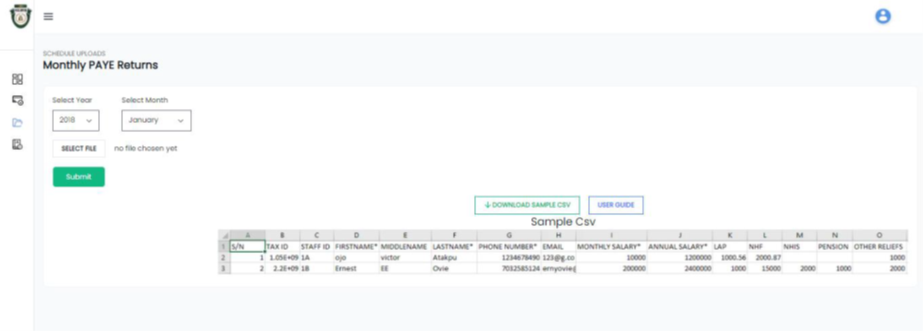 SCHEDULE UPLOADS
Monthly PAYE Returns
Select Year Select Month
2018 January
SELECT FILE no file chosen yet
Submit
DOWNLOAD SAMPLE CSV USER GUIDE
Sample Csv
A B C D E F G H I J K L M N O
1 S/N TAX ID STAFF ID FIRSTNAME* MIDDLENAME LASTNAME* PHONE NUMBER* EMAIL MONTHLY SALARY* ANNUAL SALARY* LAP NHF NHIS PENSION OTHER RELIEFS
2 1 1.05E+09 1A ojo victor Atakpu 1234678490 123@g.co 10000 1200000 1000.56 2000.87 1000
3 2 2.2E+09 1B Ernest EE Ovie 7032585124 ernyovie 200000 2400000 1000 15000 2000 1000 2000